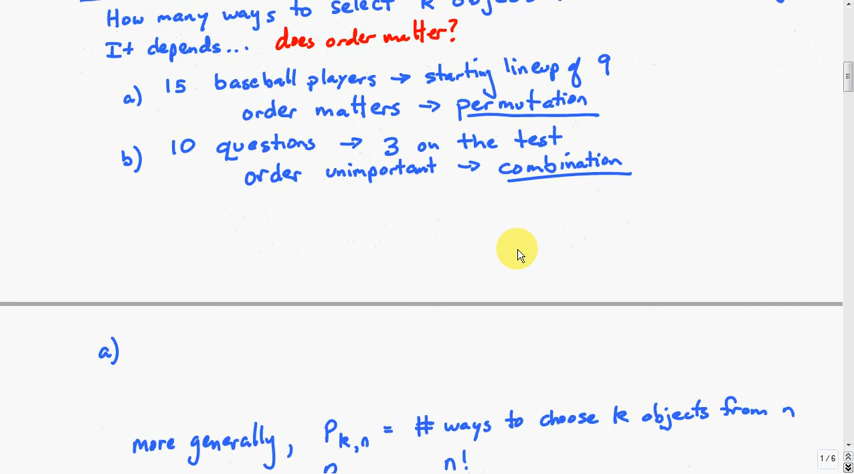 How many ways to select k
It depends... does order matter?
a) 15 baseball players → starting lineup of 9
order matters → permutation
b) 10 questions → 3 on the test
order unimportant → combination
a)
more generally, P_{k,n} = # ways to choose k objects from n
n!
1 / 6